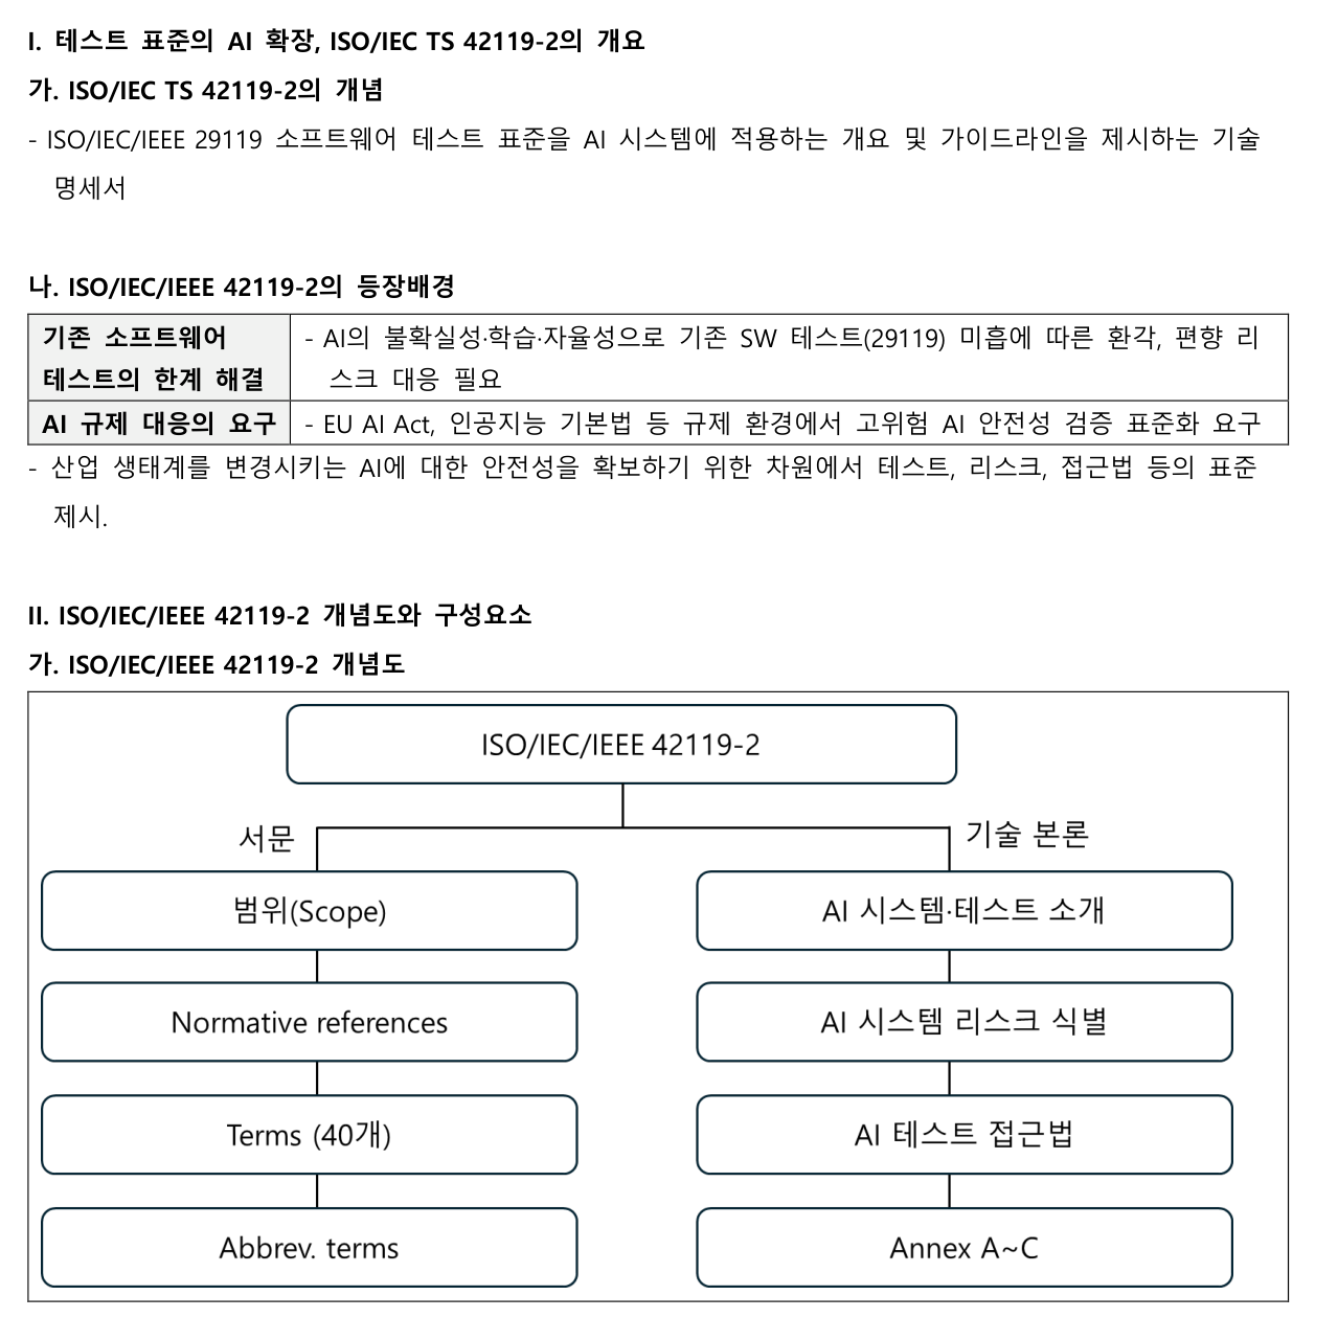 I. 테스트 표준의 AI 확장, ISO/IEC TS 42119-2의 개요
가. ISO/IEC TS 42119-2의 개념
- ISO/IEC/IEEE 29119 소프트웨어 테스트 표준을 AI 시스템에 적용하는 개요 및 가이드라인을 제시하는 기술
명세서
나. ISO/IEC/IEEE 42119-2의 등장배경
기존 소프트웨어
테스트의 한계 해결
- AI의 불확실성·학습·자율성으로 기존 SW 테스트(29119) 미흡에 따른 환각, 편향 리
스크 대응 필요
AI 규제 대응의 요구
- EU AI Act, 인공지능 기본법 등 규제 환경에서 고위험 AI 안전성 검증 표준화 요구
- 산업 생태계를 변경시키는 AI에 대한 안전성을 확보하기 위한 차원에서 테스트, 리스크, 접근법 등의 표준
제시.
II. ISO/IEC/IEEE 42119-2 개념도와 구성요소
가. ISO/IEC/IEEE 42119-2 개념도
ISO/IEC/IEEE 42119-2
서문
기술 본론
범위(Scope)
AI 시스템·테스트 소개
Normative references
AI 시스템 리스크 식별
Terms (40개)
AI 테스트 접근법
Abbrev. terms
Annex A~C